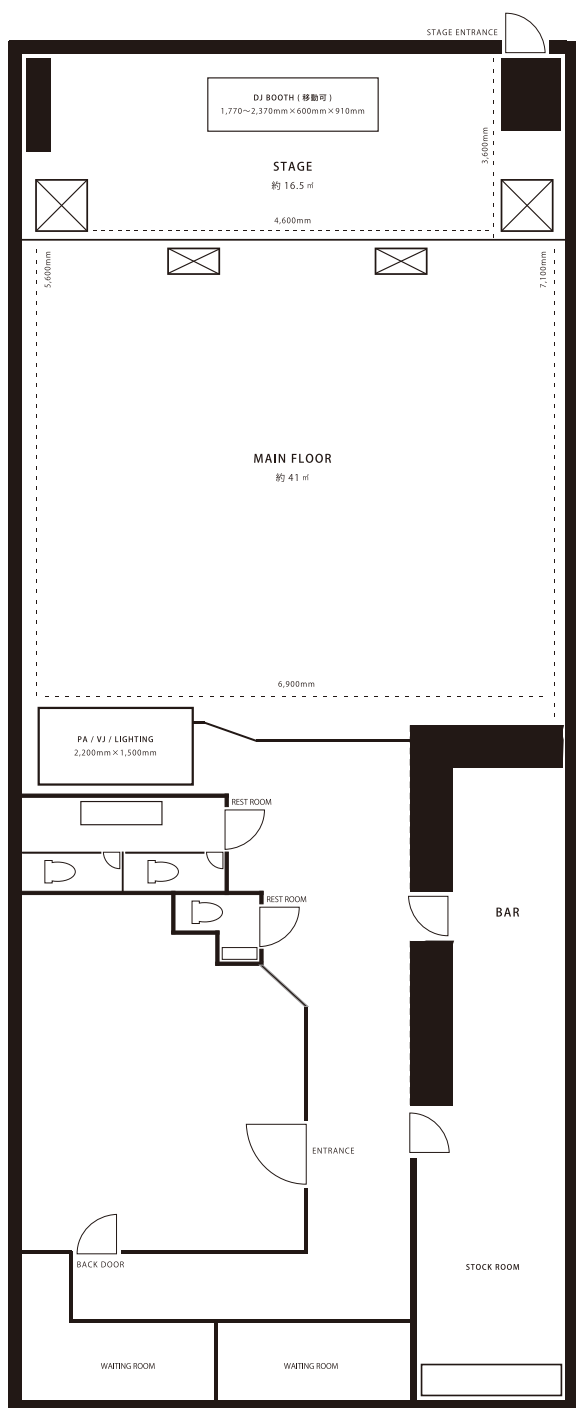 STAGE ENTRANCE
DJ BOOTH ( 移動可 )
1,770〜2,370mm×600mm×910mm
3,600mm
STAGE
約 16.5 ㎡
4,600mm
5,600mm
7,100mm
MAIN FLOOR
約 41 ㎡
6,900mm
PA / VJ / LIGHTING
2,200mm×1,500mm
REST ROOM
REST ROOM
BAR
ENTRANCE
BACK DOOR
STOCK ROOM
WAITING ROOM
WAITING ROOM